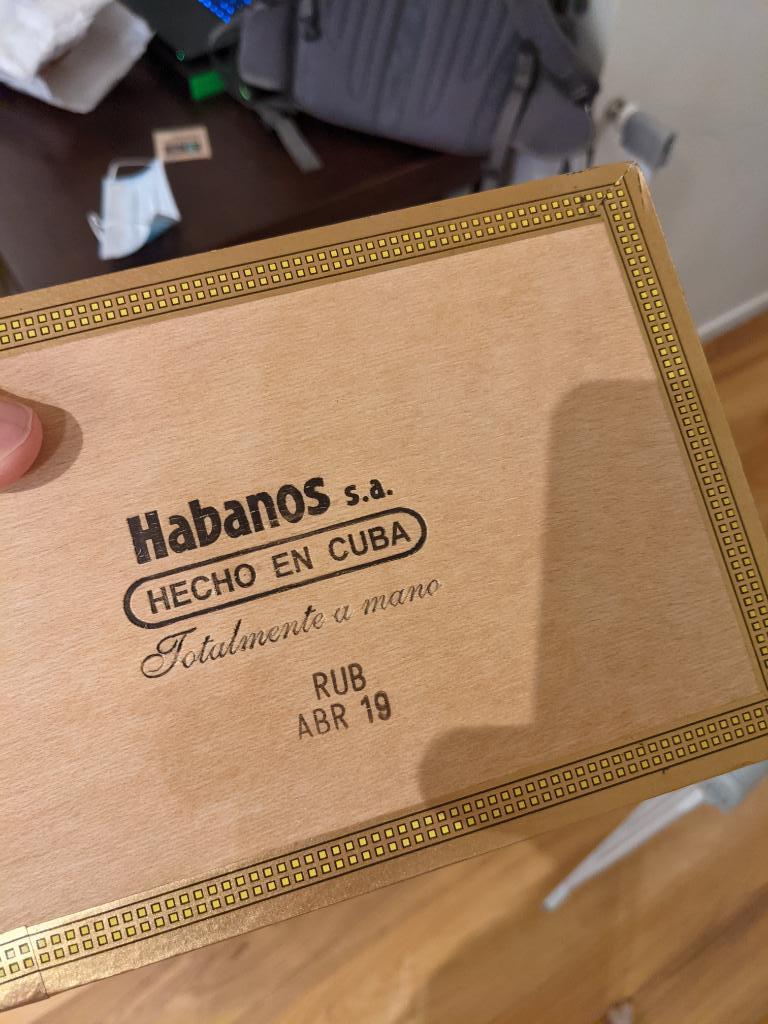 Habanos s.a.
HECHO EN CUBA
Totalmente a mano
RUB
ABR 19